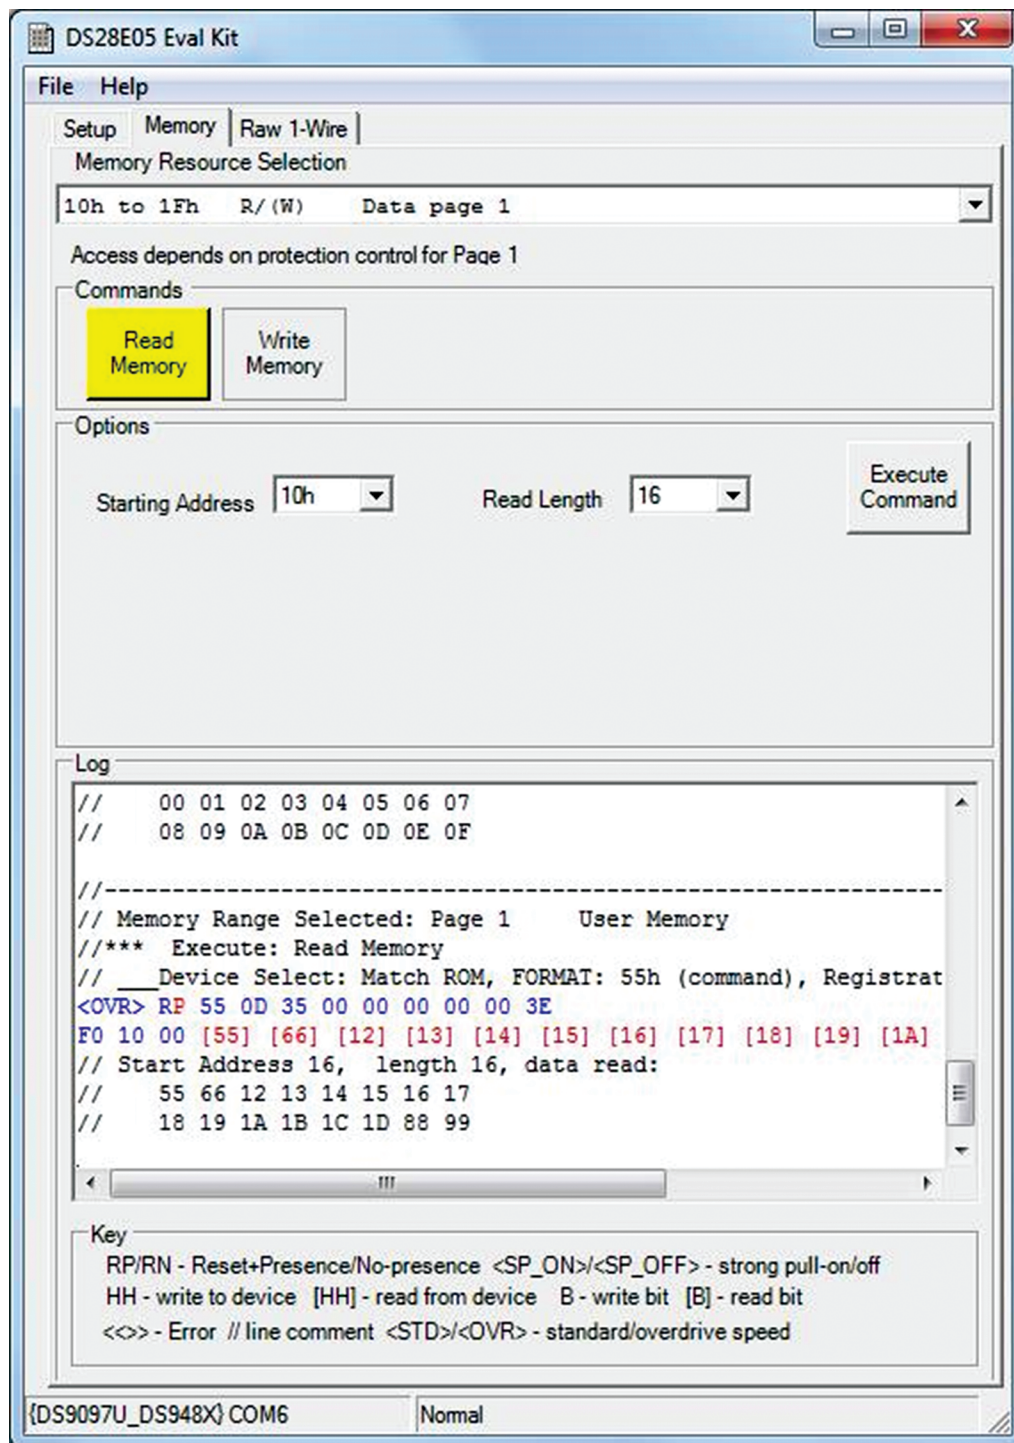 DS28E05 Eval Kit
File Help
Setup Memory Raw 1-Wire
Memory Resource Selection
10h to 1Fh R/(W) Data page 1
Access depends on protection control for Page 1
Commands
Read Memory
Write Memory
Options
Starting Address 10h Read Length 16
Execute Command
Log
// 00 01 02 03 04 05 06 07
// 08 09 0A 0B 0C 0D 0E 0F
//--------------------------------------------------------------
// Memory Range Selected: Page 1 User Memory
//*** Execute: Read Memory
// ___Device Select: Match ROM, FORMAT: 55h (command), Registrat
<OVR> RP 55 0D 35 00 00 00 00 00 3E
F0 10 00 [55] [66] [12] [13] [14] [15] [16] [17] [18] [19] [1A]
// Start Address 16, length 16, data read:
// 55 66 12 13 14 15 16 17
// 18 19 1A 1B 1C 1D 88 99
Key
RP/RN - Reset+Presence/No-presence <SP_ON>/<SP_OFF> - strong pull-on/off
HH - write to device [HH] - read from device B - write bit [B] - read bit
<<>> - Error // line comment <STD>/<OVR> - standard/overdrive speed
{DS9097U_DS948X} COM6 Normal